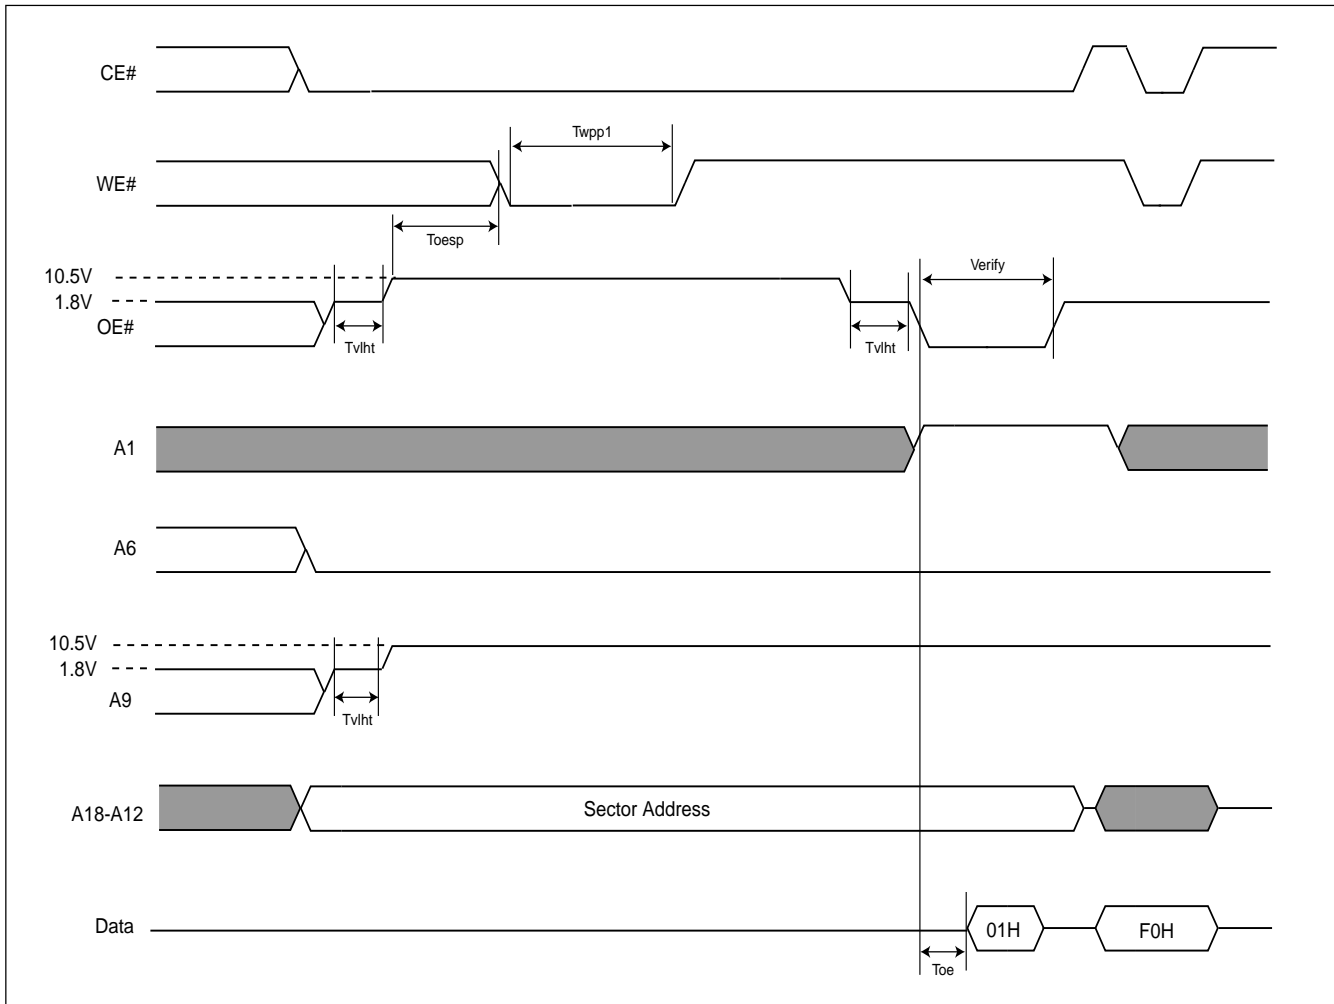 CE#
Twpp1
WE#
Toesp
10.5V
Verify
1.8V
OE#
Tvlht
Tvlht
A1
A6
10.5V
1.8V
A9
Tvlht
A18-A12
Sector Address
Data
01H
F0H
Toe